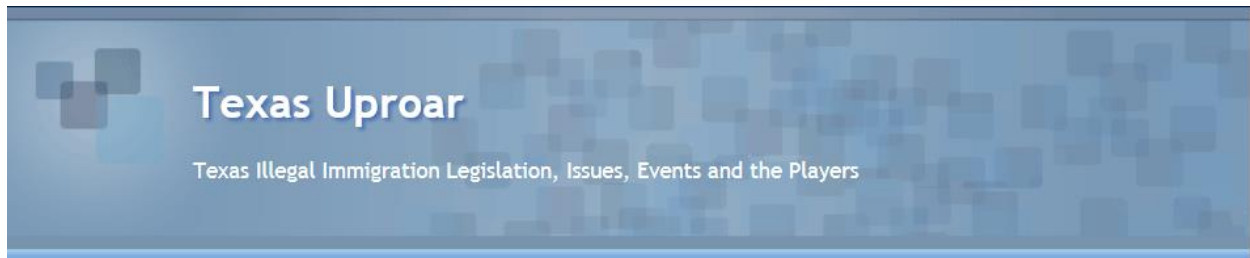 Texas Uproar
Texas Illegal Immigration Legislation, Issues, Events and the Players